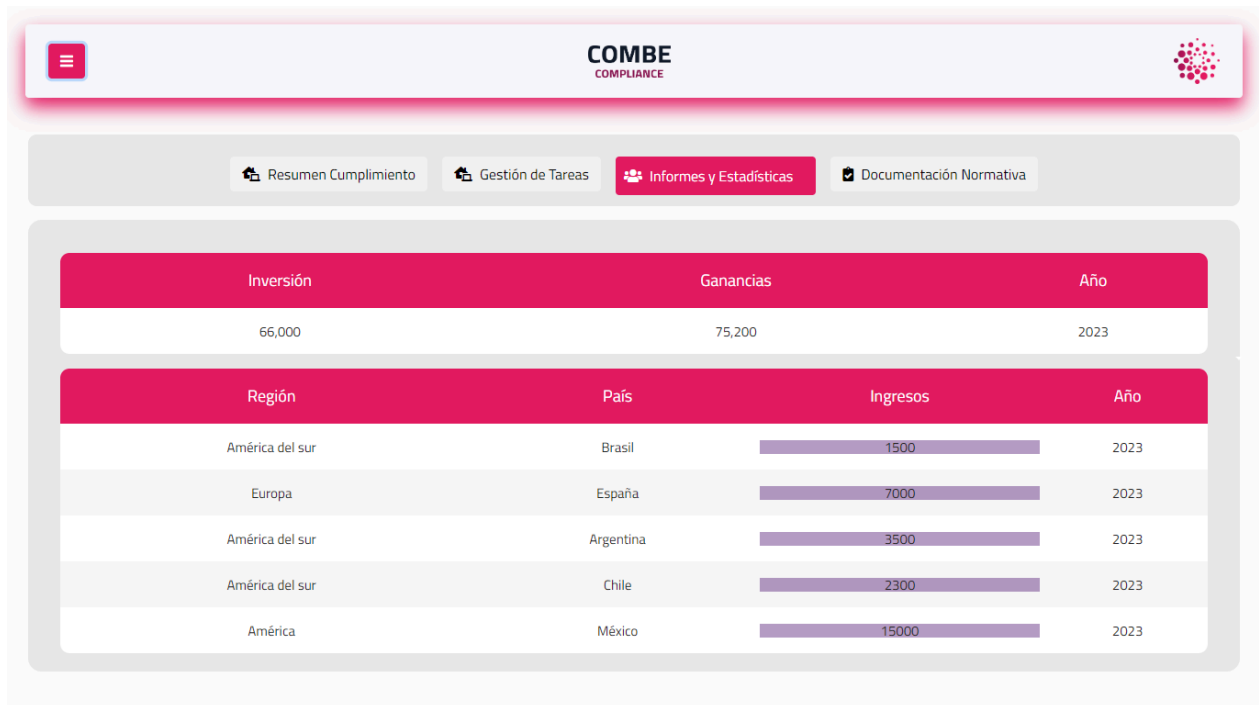 COMBE
COMPLIANCE
Resumen Cumplimiento Gestión de Tareas Informes y Estadísticas Documentación Normativa
Inversión Ganancias Año
66,000 75,200 2023
Región País Ingresos Año
América del sur Brasil 1500 2023
Europa España 7000 2023
América del sur Argentina 3500 2023
América del sur Chile 2300 2023
América México 15000 2023